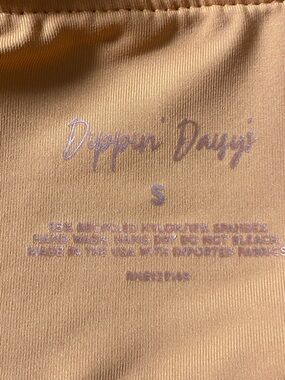 Dippin' Daisy's
S
RECYCLED NYLON/ SPANDEX
HAND WASH. HANG DRY DO NOT BLEACH
MADE IN THE USA WITH IMPORTED FABRICS